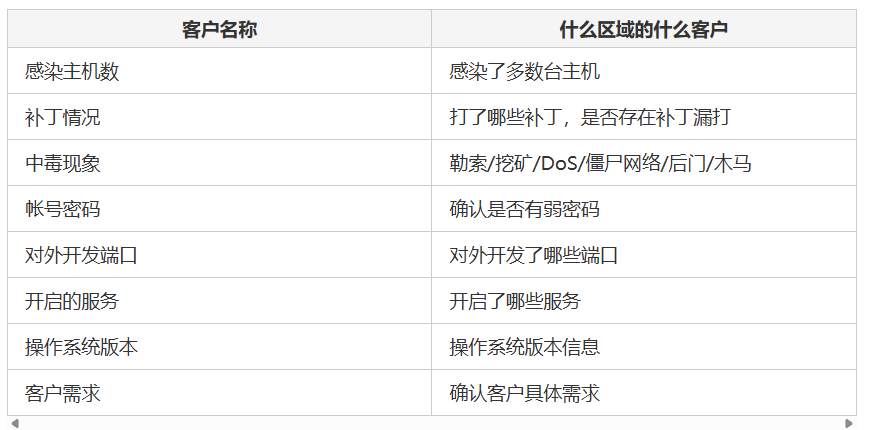 客户名称 什么区域的什么客户
感染主机数 感染了多数台主机
补丁情况 打了哪些补丁，是否存在补丁漏打
中毒现象 勒索/挖矿/DoS/僵尸网络/后门/木马
帐号密码 确认是否有弱密码
对外开发端口 对外开发了哪些端口
开启的服务 开启了哪些服务
操作系统版本 操作系统版本信息
客户需求 确认客户具体需求